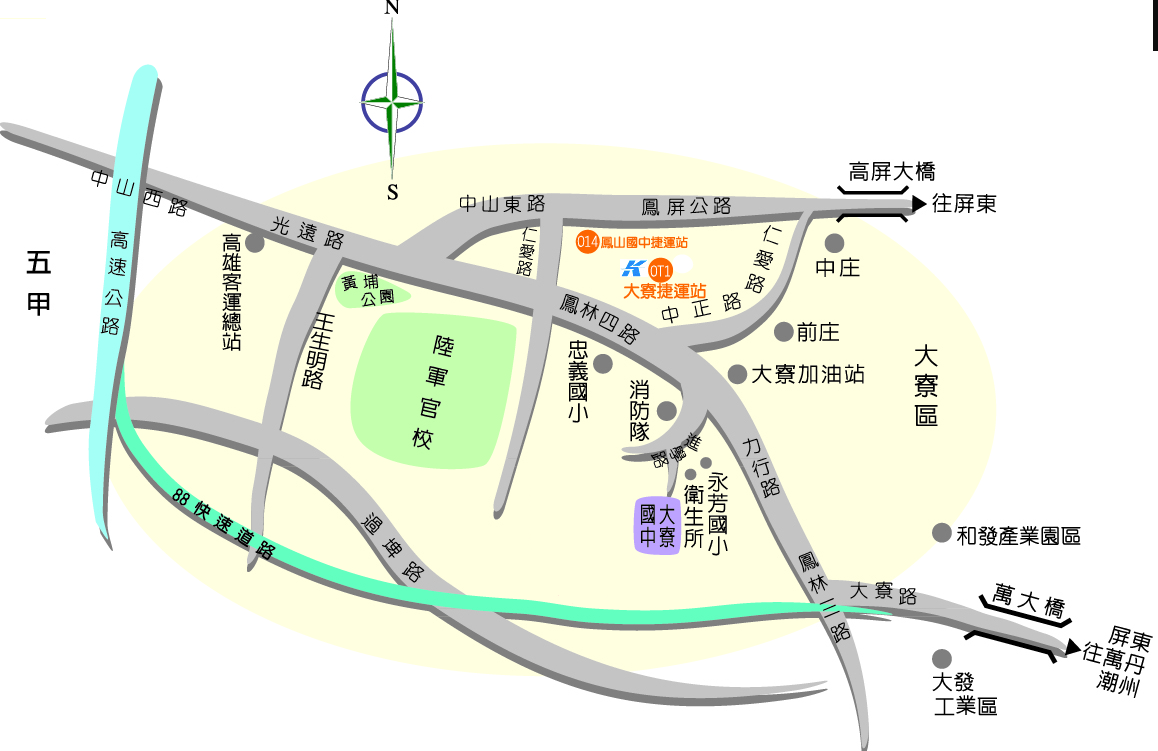 N
S
高屏大橋
往屏東
中山西路
光遠路
中山東路
鳳屏公路
仁愛路
仁愛路
O14鳳山國中捷運站
K OT1
大寮捷運站
中正路
中庄
前庄
高速公路
五甲
高雄客運總站
黃埔
公園
王生明路
陸軍官校
鳳林四路
忠義國小
消防隊
大寮加油站
大寮區
力行路
進學路
永芳國小
衛生所
大寮
國中
88快速道路
過埤路
和發產業園區
鳳林三路
大寮路
萬大橋
屏東
往萬丹
潮州
大發
工業區